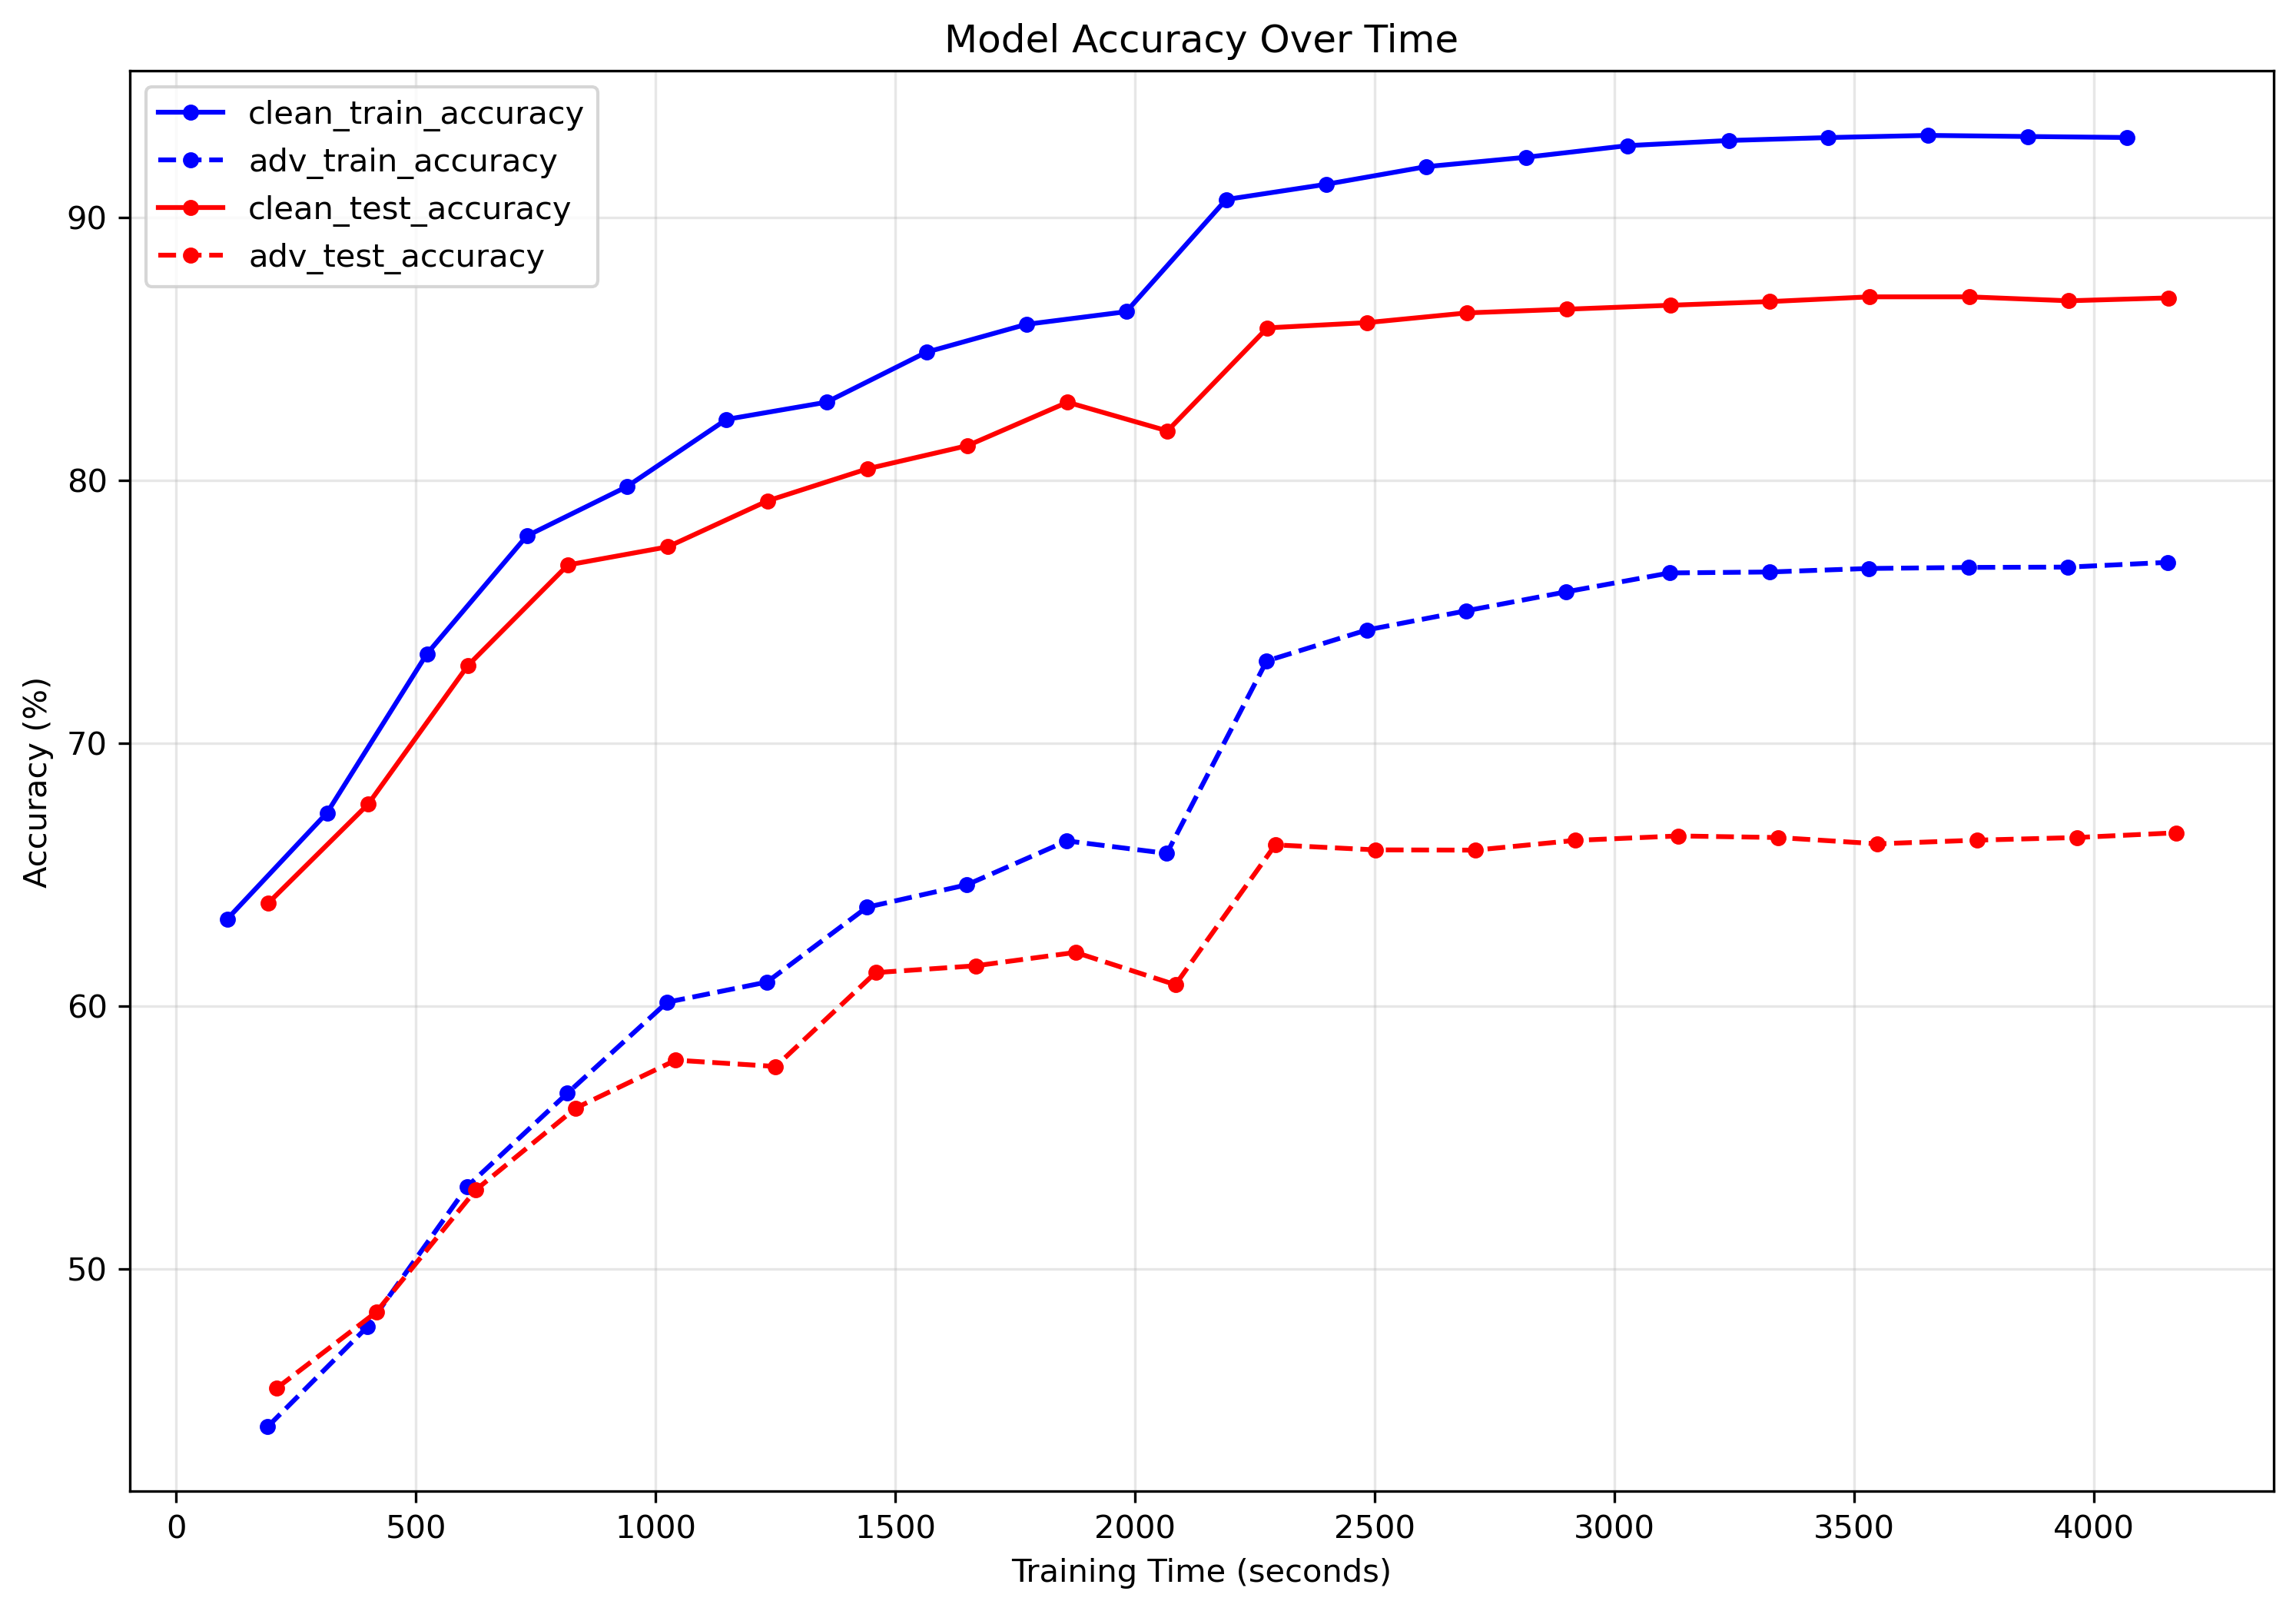 Model Accuracy Over Time
clean_train_accuracy
adv_train_accuracy
clean_test_accuracy
adv_test_accuracy
Accuracy (%)
90
80
70
60
50
0 500 1000 1500 2000 2500 3000 3500 4000
Training Time (seconds)